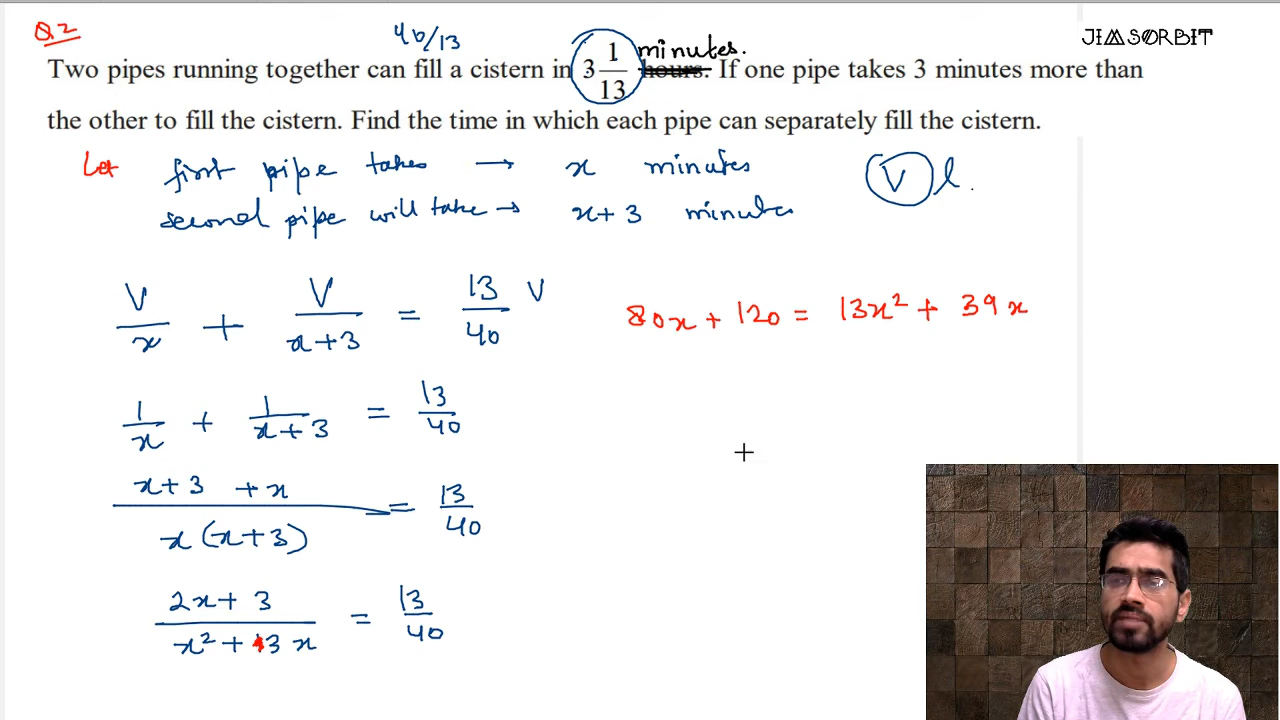 Q2
40/13
JIMSORBIT
Two pipes running together can fill a cistern in 3 1/13 hours. minutes. If one pipe takes 3 minutes more than
the other to fill the cistern. Find the time in which each pipe can separately fill the cistern.
Let first pipe takes → x minutes
V l.
second pipe will take → x+3 minutes
V/x + V/(x+3) = 13/40 V
80x + 120 = 13x² + 39x
1/x + 1/(x+3) = 13/40
(x+3 +x)/(x(x+3)) = 13/40
(2x+3)/(x²+3x) = 13/40